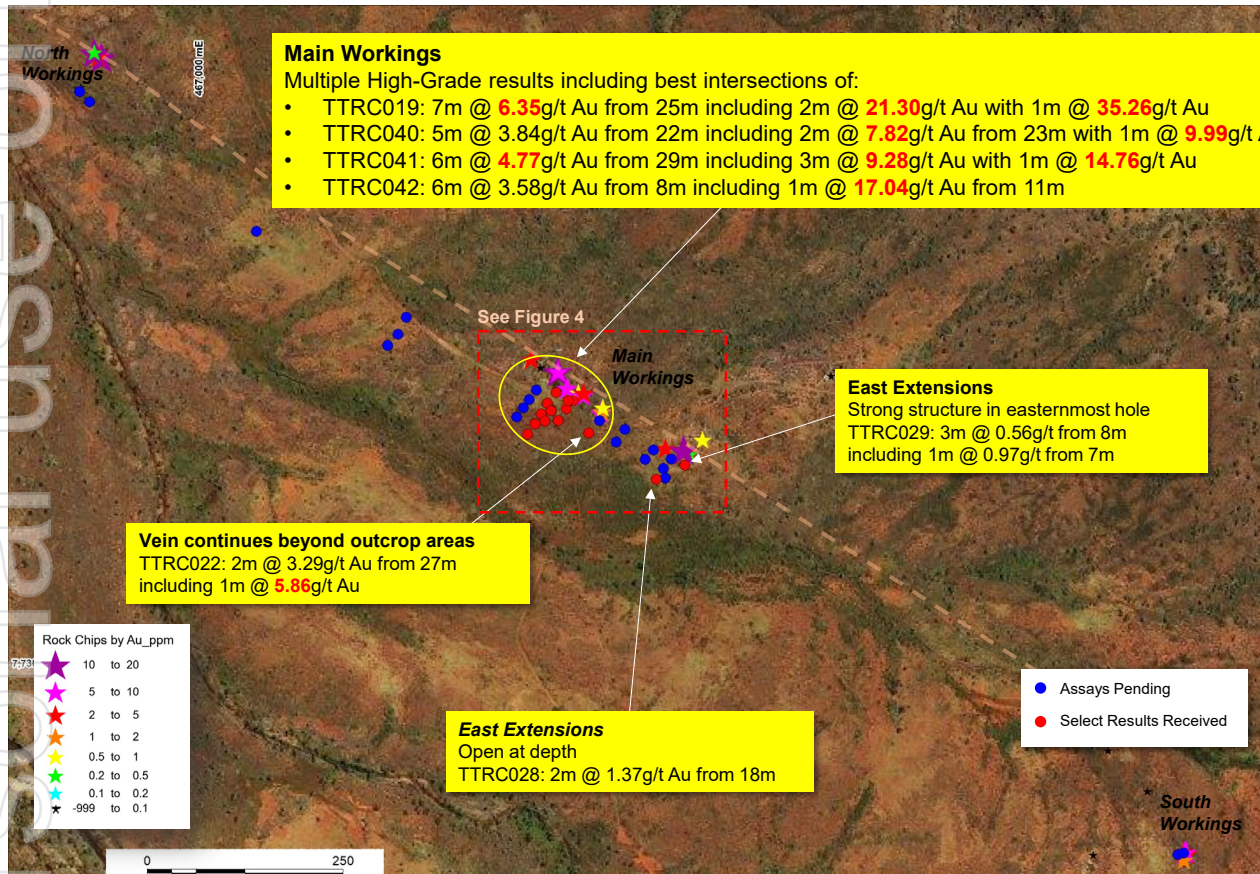 North
Workings
467,000 mE
Main Workings
Multiple High-Grade results including best intersections of:
• TTRC019: 7m @ 6.35g/t Au from 25m including 2m @ 21.30g/t Au with 1m @ 35.26g/t Au
• TTRC040: 5m @ 3.84g/t Au from 22m including 2m @ 7.82g/t Au from 23m with 1m @ 9.99g/t
• TTRC041: 6m @ 4.77g/t Au from 29m including 3m @ 9.28g/t Au with 1m @ 14.76g/t Au
• TTRC042: 6m @ 3.58g/t Au from 8m including 1m @ 17.04g/t Au from 11m
See Figure 4
Main
Workings
East Extensions
Strong structure in easternmost hole
TTRC029: 3m @ 0.56g/t from 8m
including 1m @ 0.97g/t from 7m
Vein continues beyond outcrop areas
TTRC022: 2m @ 3.29g/t Au from 27m
including 1m @ 5.86g/t Au
Rock Chips by Au_ppm
10 to 20
5 to 10
2 to 5
1 to 2
0.5 to 1
0.2 to 0.5
0.1 to 0.2
-999 to 0.1
East Extensions
Open at depth
TTRC028: 2m @ 1.37g/t Au from 18m
Assays Pending
Select Results Received
South
Workings
0 250